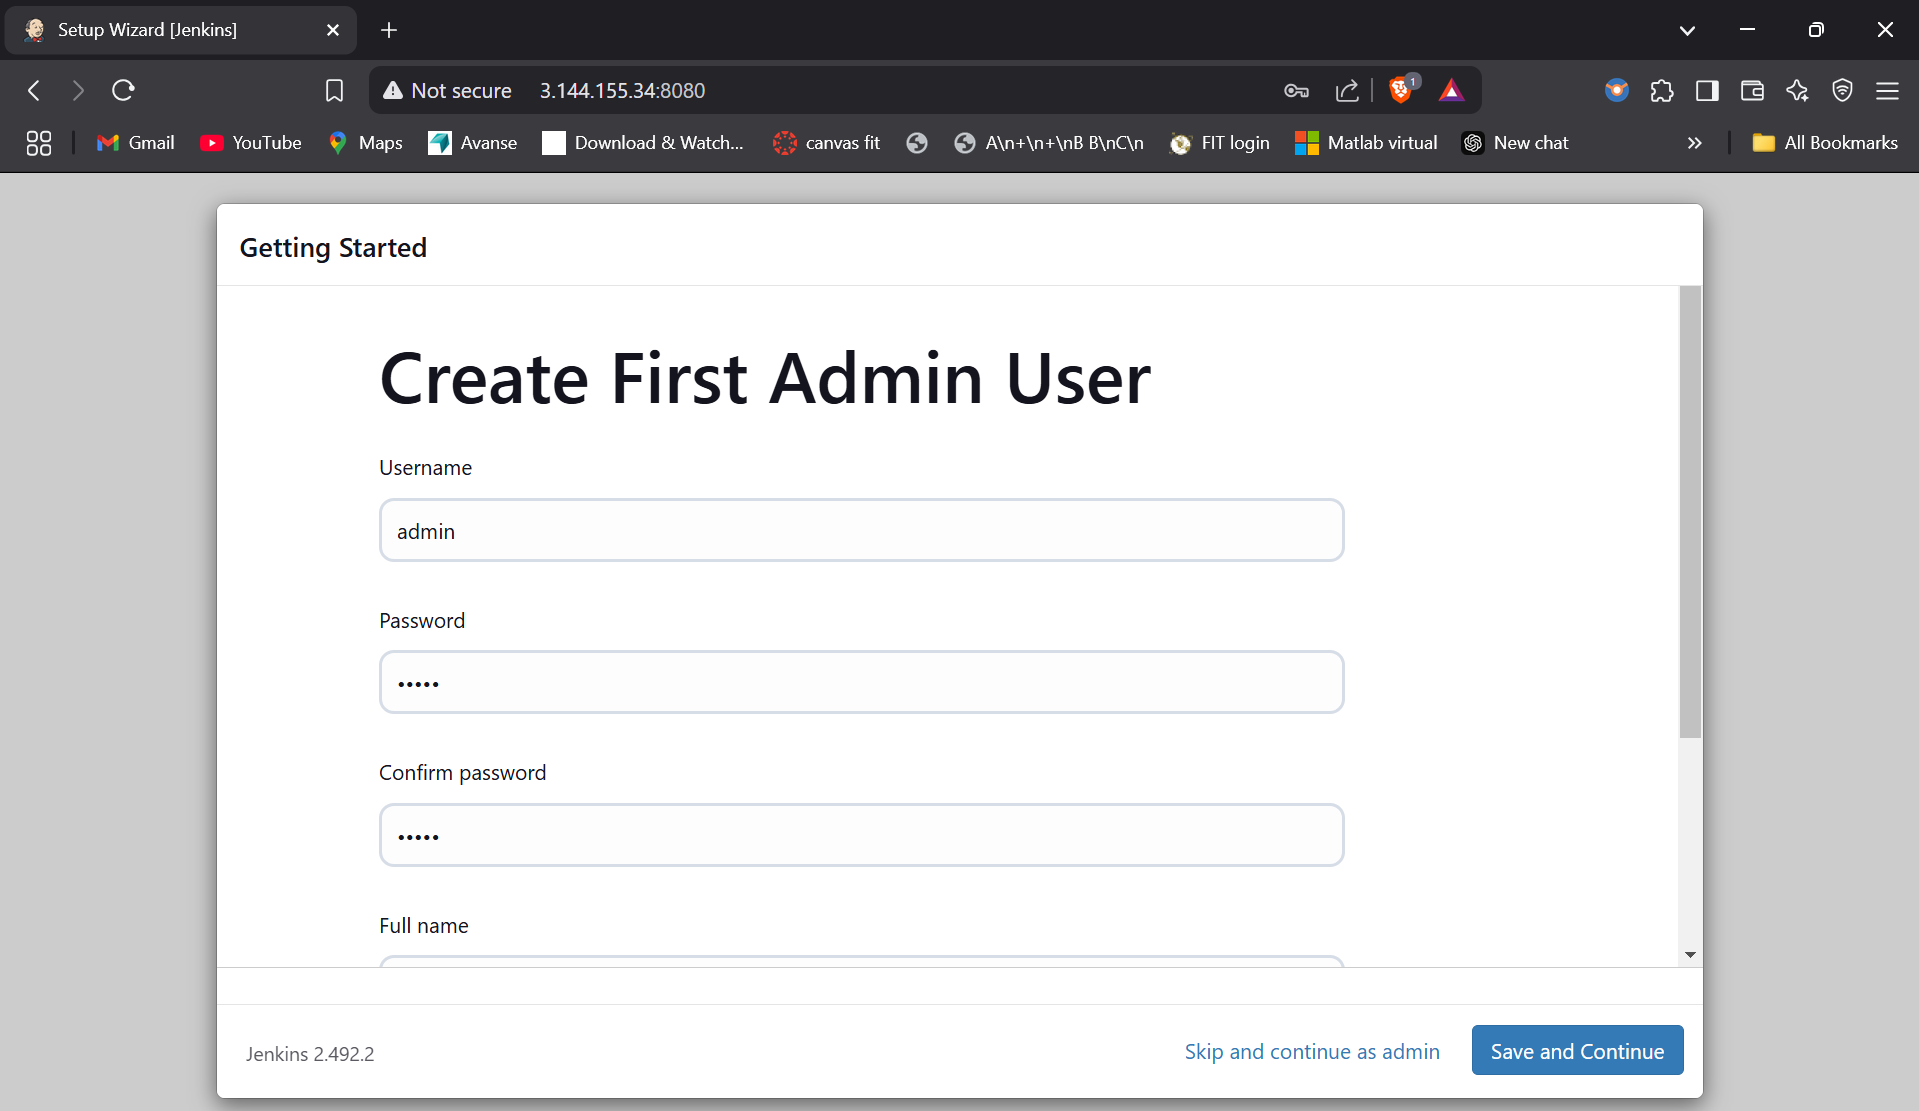 Setup Wizard [Jenkins]
Not secure 3.144.155.34:8080 1
Gmail YouTube Maps Avanse Download & Watch... canvas fit A\n+\n+\nB B\nC\n FIT login Matlab virtual New chat » All Bookmarks
Getting Started
Create First Admin User
Username
admin
Password
•••••
Confirm password
•••••
Full name
Jenkins 2.492.2 Skip and continue as admin Save and Continue